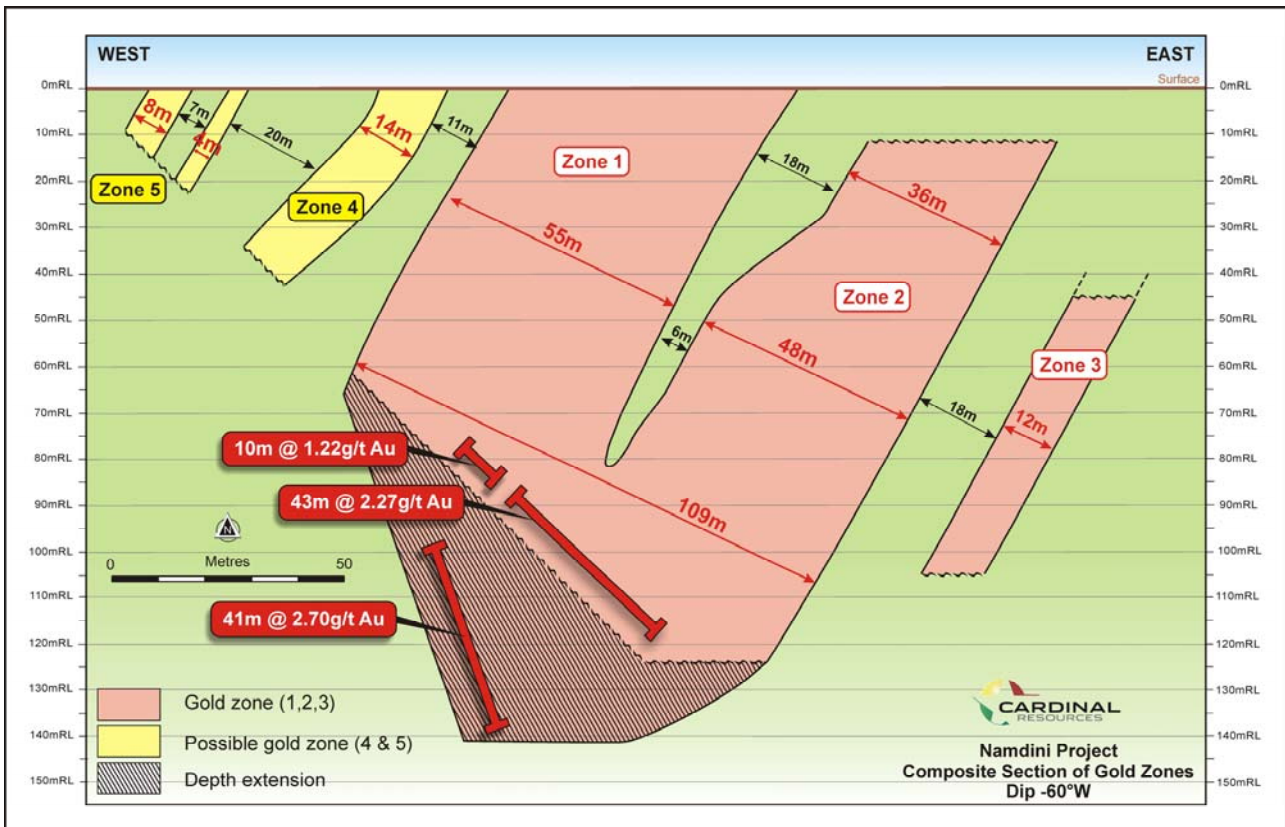 WEST
EAST
Surface
0mRL
10mRL
20mRL
30mRL
40mRL
50mRL
60mRL
70mRL
80mRL
90mRL
100mRL
110mRL
120mRL
130mRL
140mRL
150mRL
0mRL
10mRL
20mRL
30mRL
40mRL
50mRL
60mRL
70mRL
80mRL
90mRL
100mRL
110mRL
120mRL
130mRL
140mRL
150mRL
8m
7m
4m
20m
14m
11m
Zone 5
Zone 4
Zone 1
18m
36m
55m
Zone 2
6m
48m
Zone 3
18m
12m
109m
10m @ 1.22g/t Au
43m @ 2.27g/t Au
41m @ 2.70g/t Au
N
0 Metres 50
Gold zone (1,2,3)
Possible gold zone (4 & 5)
Depth extension
CARDINAL
RESOURCES
Namdini Project
Composite Section of Gold Zones
Dip -60°W